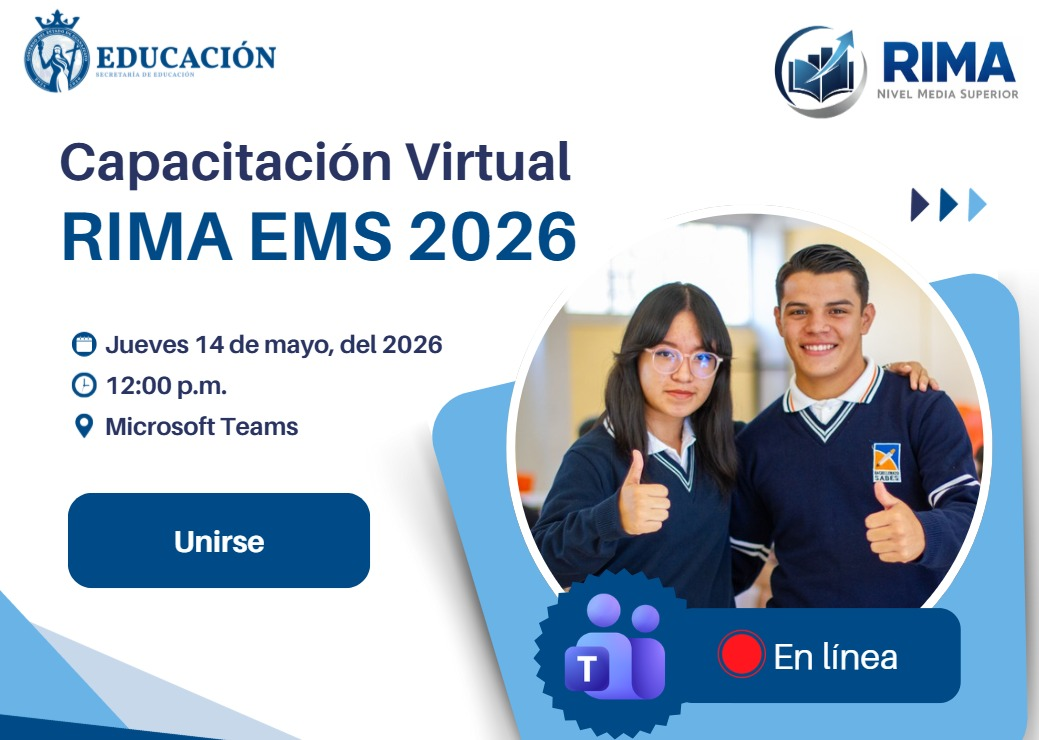 EDUCACIÓN
SECRETARÍA DE EDUCACIÓN
RIMA
NIVEL MEDIA SUPERIOR
Capacitación Virtual
RIMA EMS 2026
Jueves 14 de mayo, del 2026
12:00 p.m.
Microsoft Teams
SABES
Unirse
T
En línea